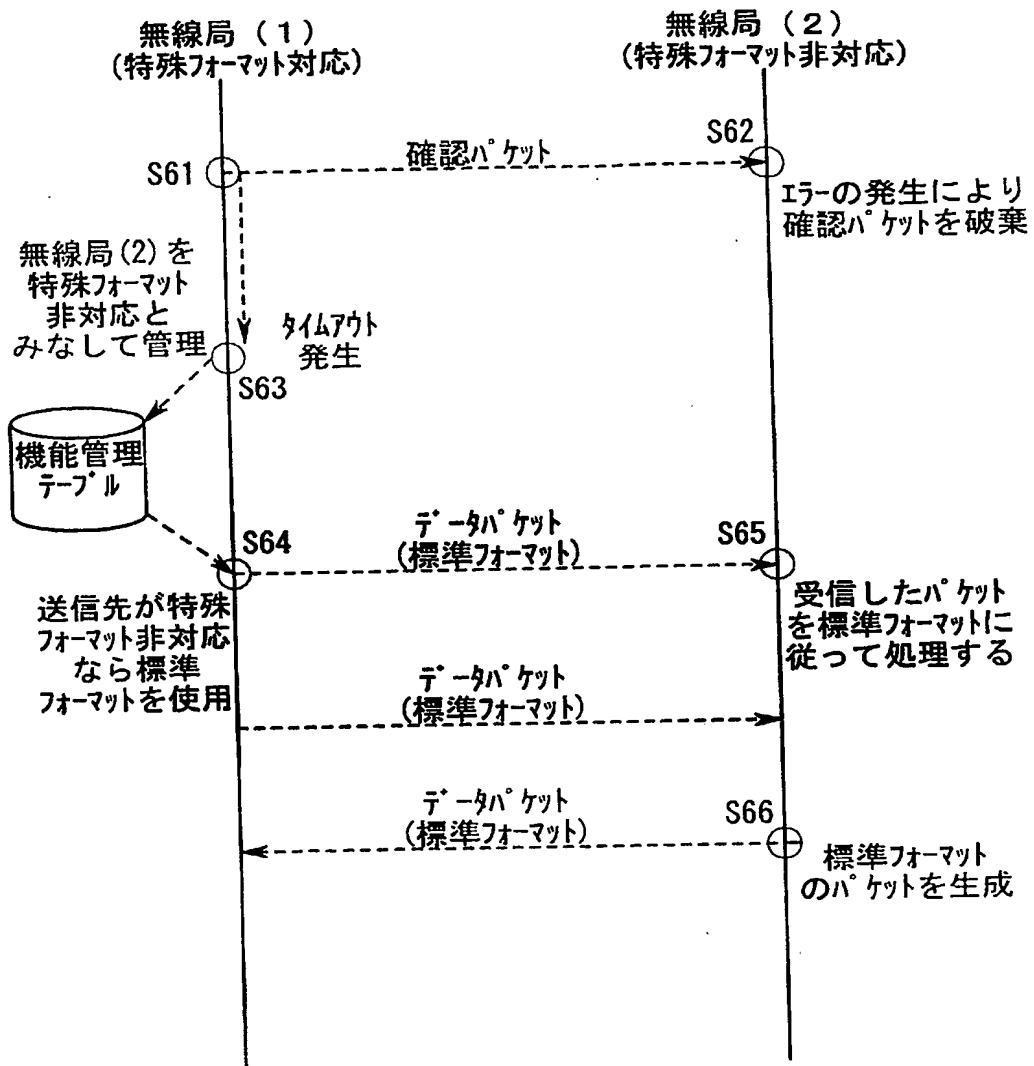 無線局（1）
(特殊ﾌｫｰﾏｯﾄ対応)
無線局（2）
(特殊ﾌｫｰﾏｯﾄ非対応)
S61
確認ﾊﾟｹｯﾄ
S62
ｴﾗｰの発生により
確認ﾊﾟｹｯﾄを破棄
無線局(2)を
特殊ﾌｫｰﾏｯﾄ
非対応と
みなして管理
ﾀｲﾑｱｳﾄ
発生
S63
機能管理
ﾃｰﾌﾞﾙ
S64
ﾃﾞｰﾀﾊﾟｹｯﾄ
(標準ﾌｫｰﾏｯﾄ)
S65
送信先が特殊
ﾌｫｰﾏｯﾄ非対応
なら標準
ﾌｫｰﾏｯﾄを使用
受信したﾊﾟｹｯﾄ
を標準ﾌｫｰﾏｯﾄに
従って処理する
ﾃﾞｰﾀﾊﾟｹｯﾄ
(標準ﾌｫｰﾏｯﾄ)
ﾃﾞｰﾀﾊﾟｹｯﾄ
(標準ﾌｫｰﾏｯﾄ)
S66
標準ﾌｫｰﾏｯﾄ
のﾊﾟｹｯﾄを生成